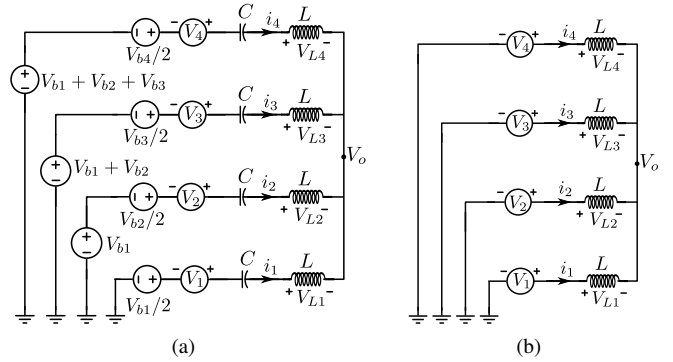 V_{b4}/2 V_4 C i_4 L V_{L4}
V_{b1} + V_{b2} + V_{b3}
V_{b3}/2 V_3 C i_3 L V_{L3}
V_{b1} + V_{b2}
V_o
V_{b2}/2 V_2 C i_2 L V_{L2}
V_{b1}
V_{b1}/2 V_1 C i_1 L V_{L1}
(a)
V_4 i_4 L V_{L4}
V_3 i_3 L V_{L3}
V_o
V_2 i_2 L V_{L2}
V_1 i_1 L V_{L1}
(b)